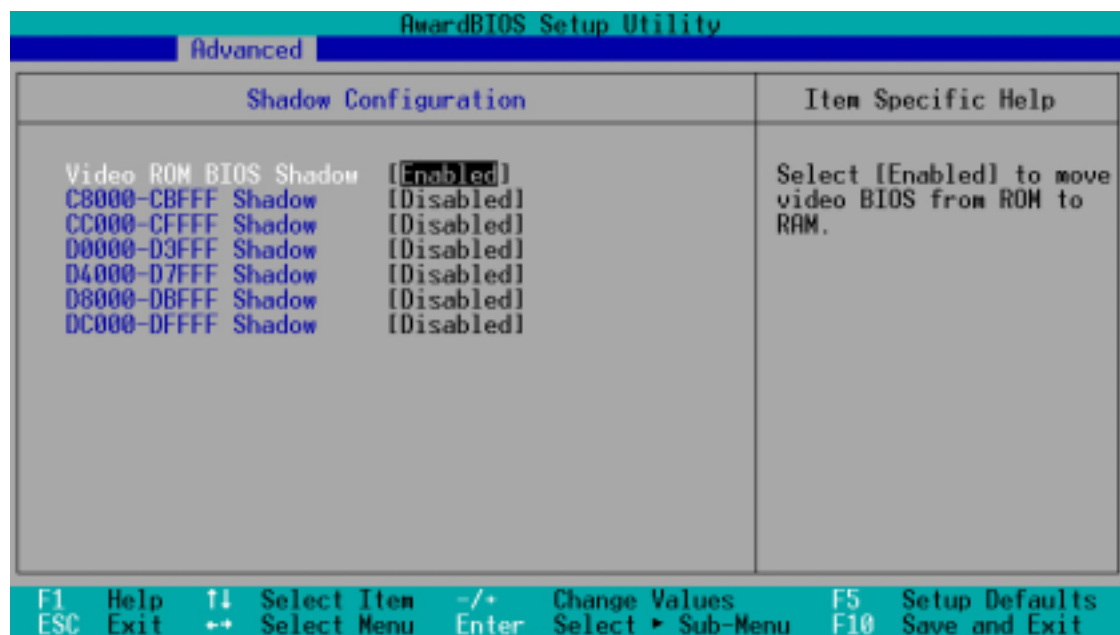 AwardBIOS Setup Utility
Advanced
Shadow Configuration
Item Specific Help
Video ROM BIOS Shadow [Enabled]
C8000-CBFFF Shadow [Disabled]
CC000-CFFFF Shadow [Disabled]
D0000-D3FFF Shadow [Disabled]
D4000-D7FFF Shadow [Disabled]
D8000-DBFFF Shadow [Disabled]
DC000-DFFFF Shadow [Disabled]
Select [Enabled] to move
video BIOS from ROM to
RAM.
F1 Help ↑↓ Select Item -/+ Change Values F5 Setup Defaults
ESC Exit ←→ Select Menu Enter Select ► Sub-Menu F10 Save and Exit